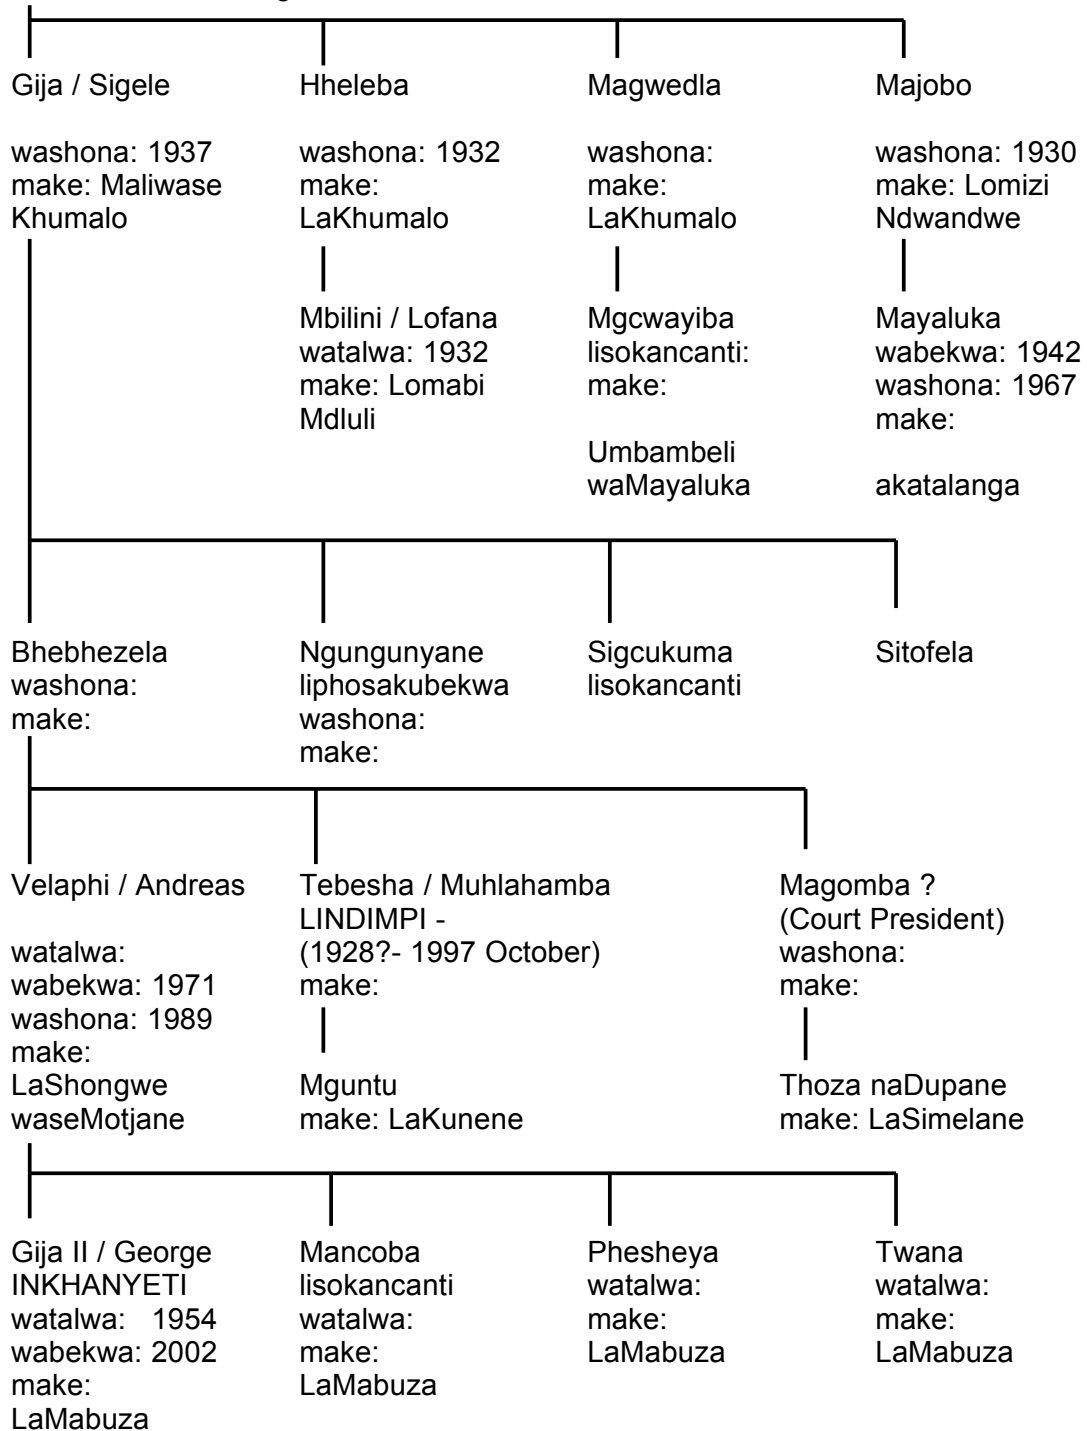 Gija / Sigele
washona: 1937
make: Maliwase
Khumalo
Hheleba
washona: 1932
make:
LaKhumalo
Magwedla
washona:
make:
LaKhumalo
Majobo
washona: 1930
make: Lomizi
Ndwandwe
Mbilini / Lofana
watalwa: 1932
make: Lomabi
Mdluli
Mgcwayiba
lisokancanti:
make:
Umbambeli
waMayaluka
Mayaluka
wabekwa: 1942
washona: 1967
make:
akatalanga
Bhebhezela
washona:
make:
Ngungunyane
liphosakubekwa
washona:
make:
Sigcukuma
lisokancanti
Sitofela
Velaphi / Andreas
watalwa:
wabekwa: 1971
washona: 1989
make:
LaShongwe
waseMotjane
Tebesha / Muhlahamba
LINDIMPI -
(1928?- 1997 October)
make:
Mguntu
make: LaKunene
Magomba ?
(Court President)
washona:
make:
Thoza naDupane
make: LaSimelane
Gija II / George
INKHANYETI
watalwa: 1954
wabekwa: 2002
make:
LaMabuza
Mancoba
lisokancanti
watalwa:
make:
LaMabuza
Phesheya
watalwa:
make:
LaMabuza
Twana
watalwa:
make:
LaMabuza